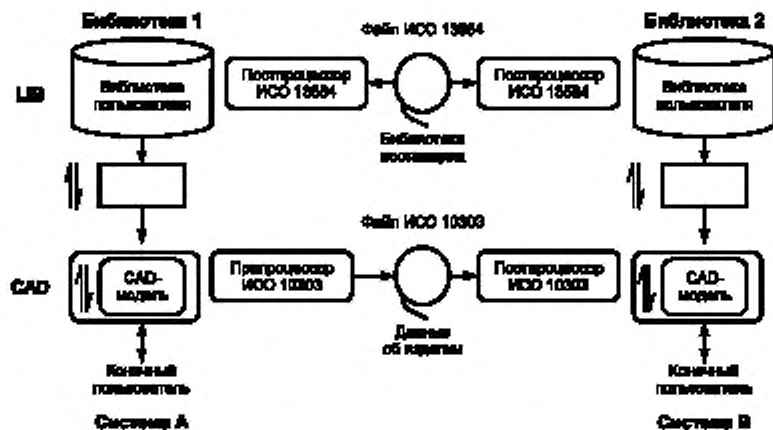 Библиотека 1
Файл ИСО 13584
Библиотека 2
LIB
Библиотека
пользователя
Постпроцессор
ИСО 13584
Постпроцессор
ИСО 13584
Библиотека
пользователя
Библиотека
поставщика
Файл ИСО 10303
CAD
CAD-
модель
Препроцессор
ИСО 10303
Постпроцессор
ИСО 10303
CAD-
модель
Данные
об изделии
Конечный
пользователь
Конечный
пользователь
Система A
Система B